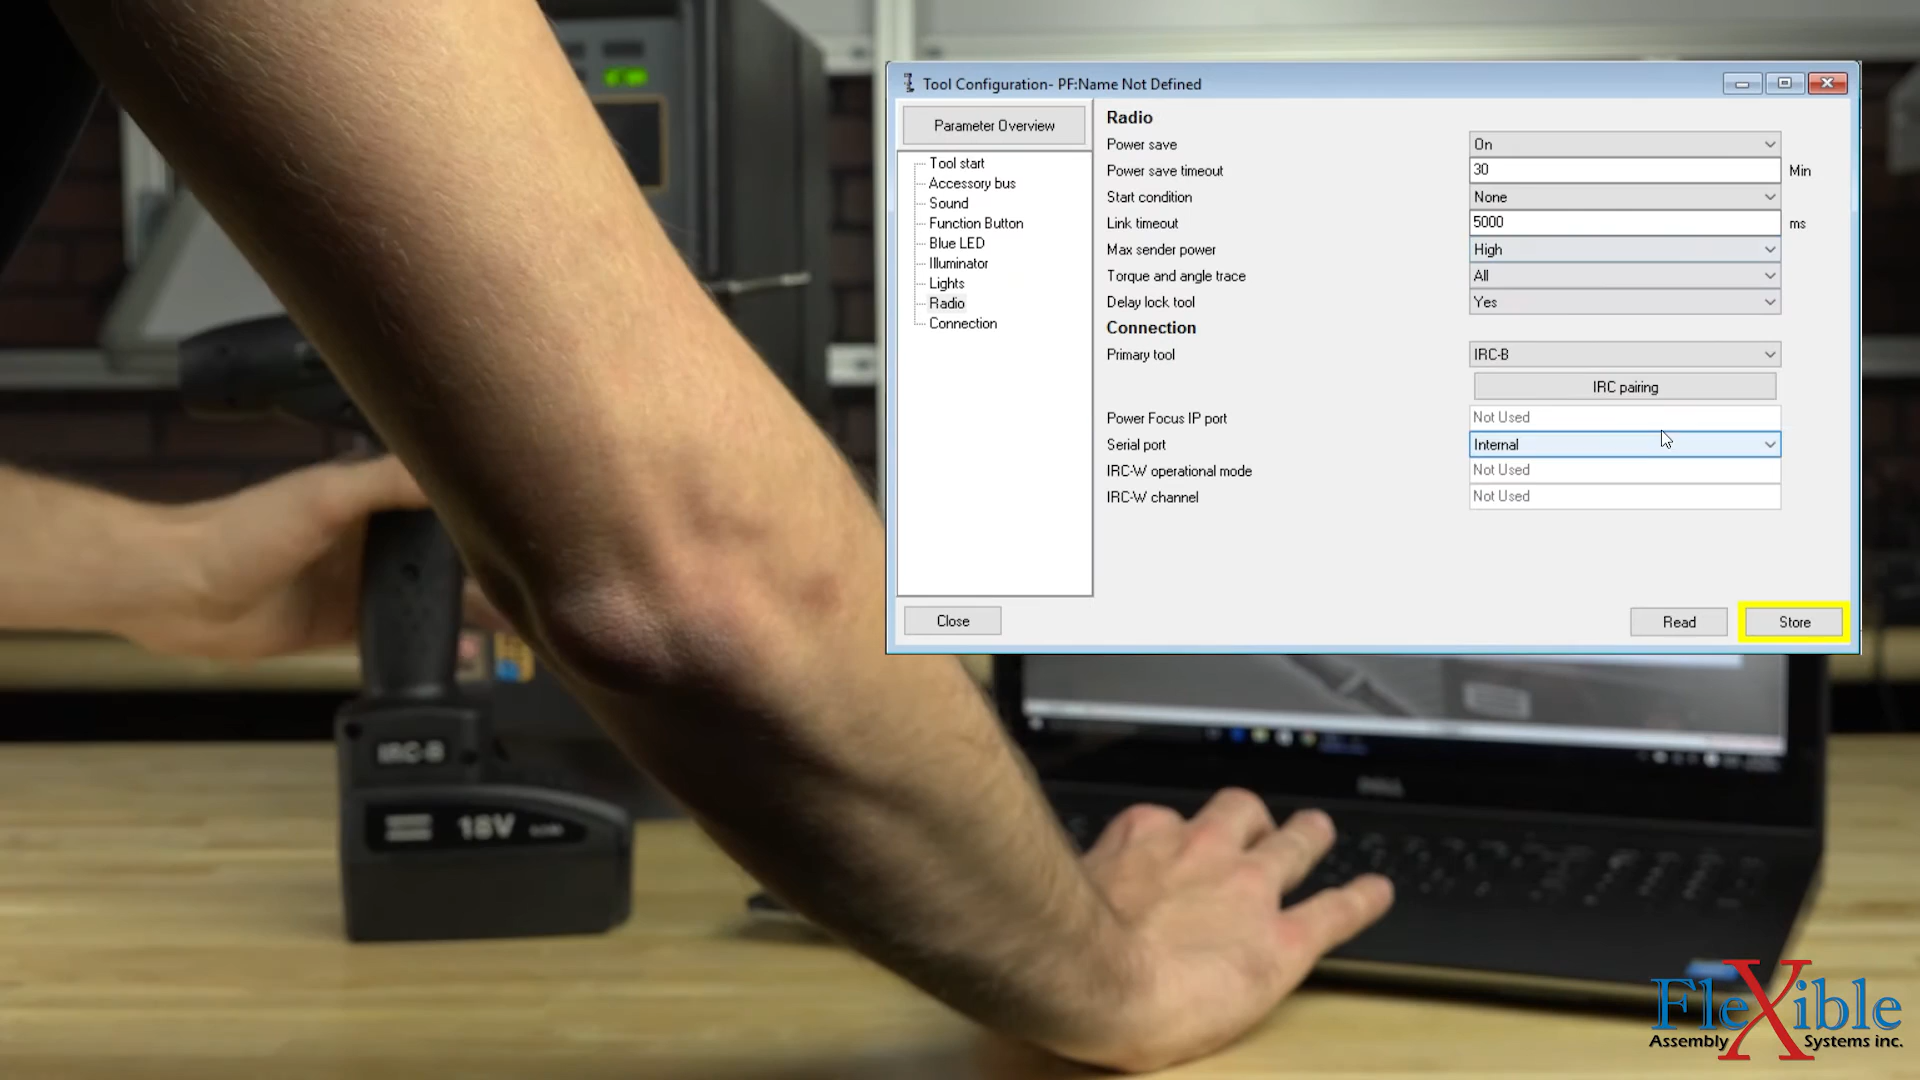 Tool Configuration- PF:Name Not Defined
Parameter Overview
Tool start
Accessory bus
Sound
Function Button
Blue LED
Illuminator
Lights
Radio
Connection
Radio
Power save On
Power save timeout 30 Min
Start condition None
Link timeout 5000 ms
Max sender power High
Torque and angle trace All
Delay lock tool Yes
Connection
Primary tool IRC-B
IRC pairing
Power Focus IP port Not Used
Serial port Internal
IRC-W operational mode Not Used
IRC-W channel Not Used
Close Read Store
IRC-B
18V
DELL
FleXible
Assembly Systems inc.